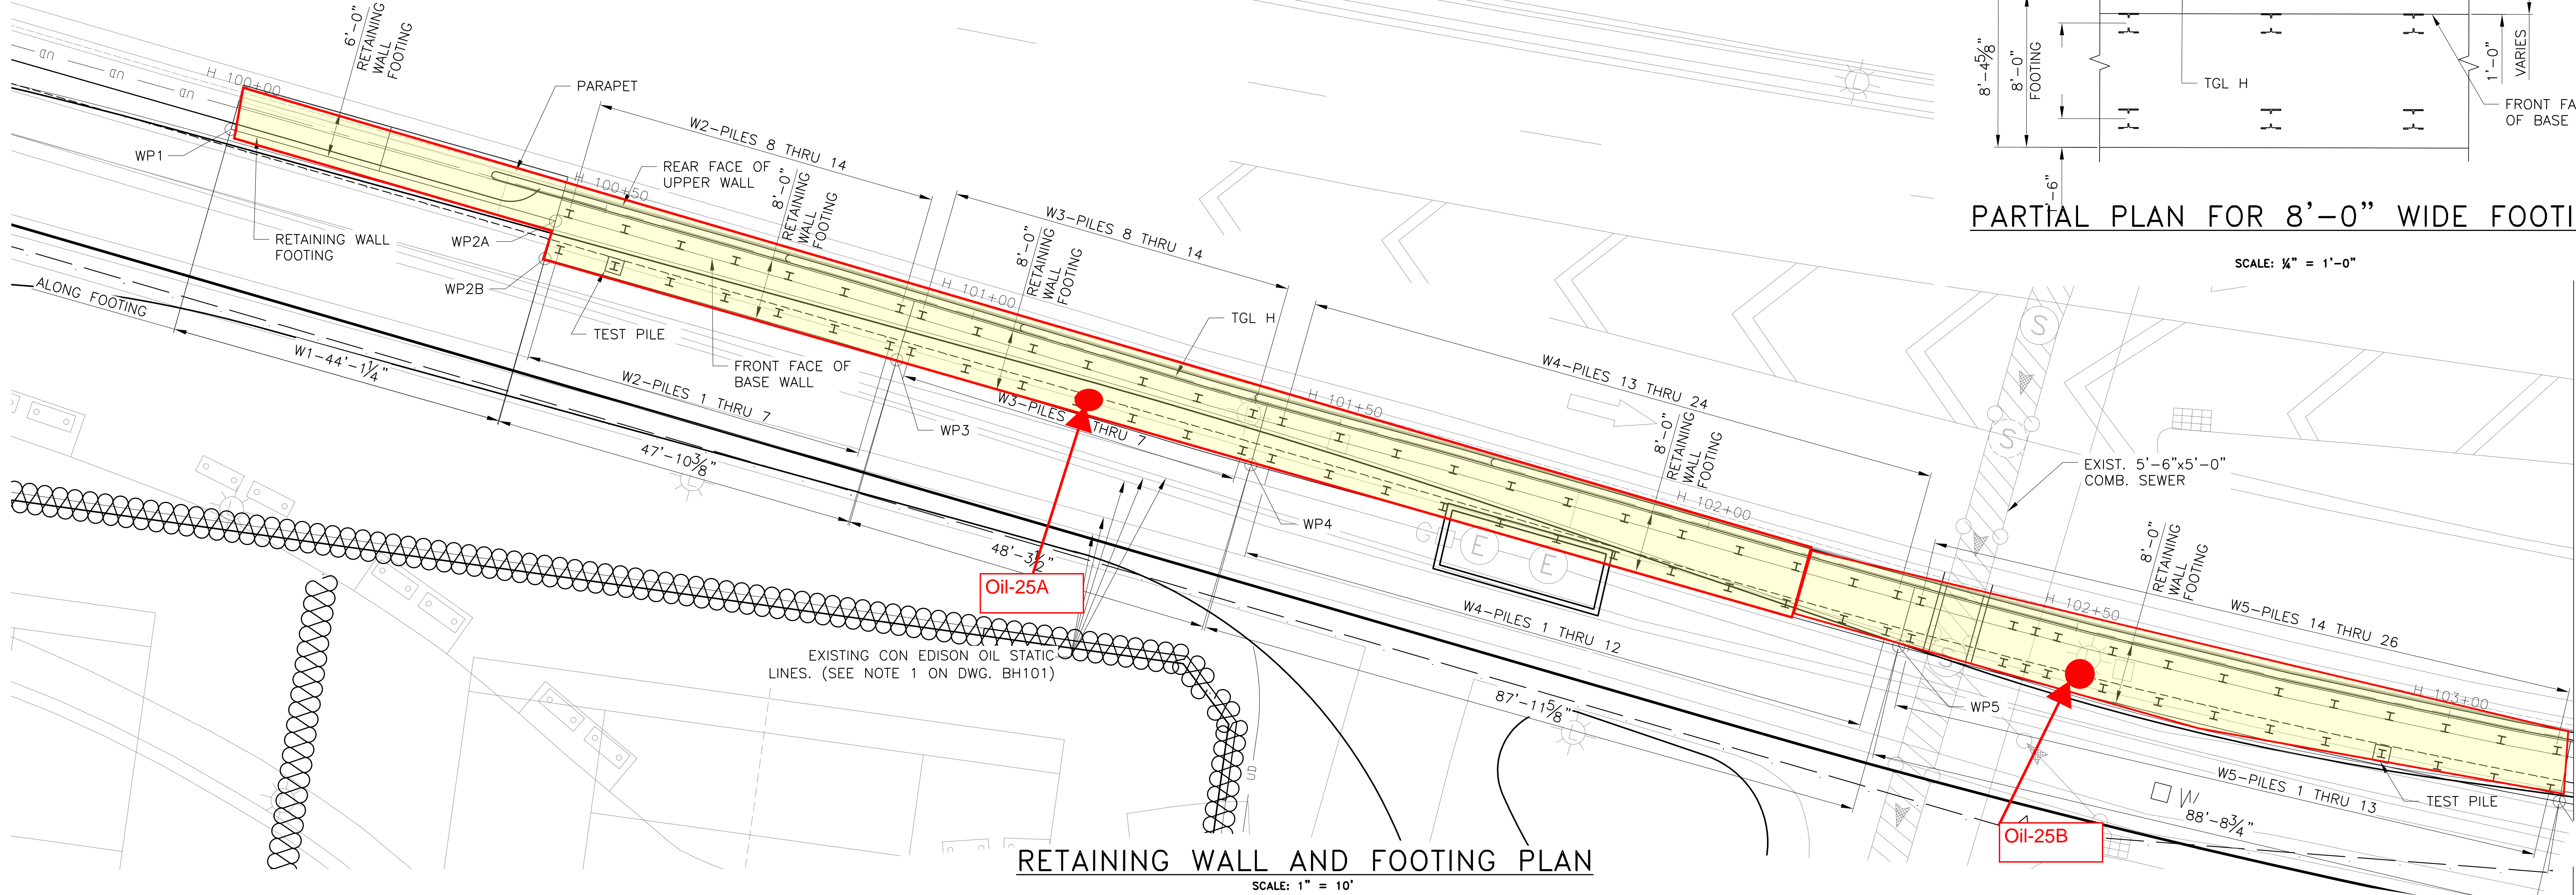 6'-0"
RETAINING
WALL
FOOTING
UD
UD
UD
H 100+00
PARAPET
WP1
W2-PILES 8 THRU 14
REAR FACE OF
UPPER WALL
H 100+50
8'-0"
RETAINING
WALL
FOOTING
W3-PILES 8 THRU 14
8'-0"
RETAINING
WALL
FOOTING
H 101+00
RETAINING WALL
FOOTING
WP2A
WP2B
TEST PILE
FRONT FACE OF
BASE WALL
TGL H
ALONG FOOTING
W1-44'-1¼"
W2-PILES 1 THRU 7
47'-10⅜"
WP3
W3-PILES
THRU 7
H 101+50
W4-PILES 13 THRU 24
8'-0"
RETAINING
WALL
FOOTING
H 102+00
WP4
E
E
48'-3½"
Oil-25A
W4-PILES 1 THRU 12
EXISTING CON EDISON OIL STATIC
LINES. (SEE NOTE 1 ON DWG. BH101)
87'-11⅝"
UD
L
L
L
S
S
S
EXIST. 5'-6"x5'-0"
COMB. SEWER
8'-0"
RETAINING
WALL
FOOTING
H 102+50
W5-PILES 14 THRU 26
WP5
H 103+00
W5-PILES 1 THRU 13
TEST PILE
W
88'-8¾"
Oil-25B
RETAINING WALL AND FOOTING PLAN
SCALE: 1" = 10'
8'-4⅝"
8'-0"
FOOTING
TGL H
1'-0"
VARIES
FRONT FA
OF BASE
-6"
PARTIAL PLAN FOR 8'-0" WIDE FOOTI
SCALE: ¼" = 1'-0"